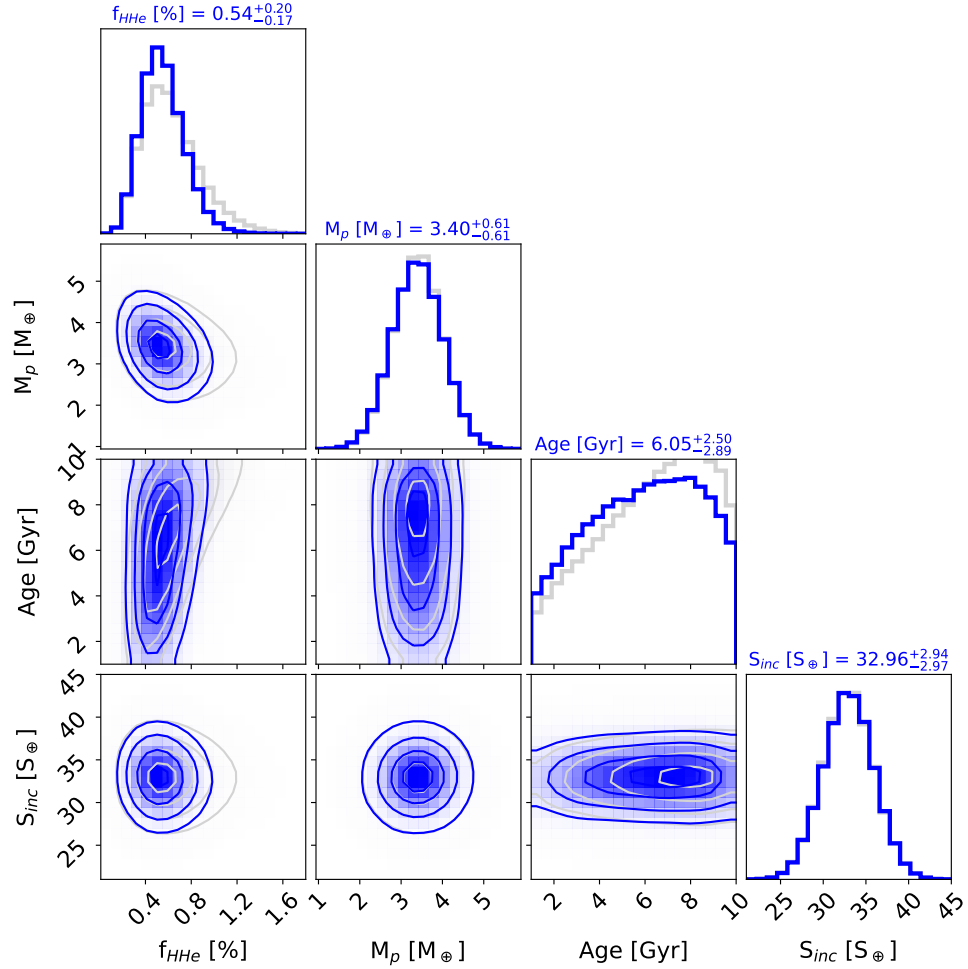 f_HHe [%] = 0.54^{+0.20}_{-0.17}
M_p [M_⊕] = 3.40^{+0.61}_{-0.61}
5
4
3
2
1
M_p [M_⊕]
Age [Gyr] = 6.05^{+2.50}_{-2.89}
10
8
6
4
2
Age [Gyr]
S_inc [S_⊕] = 32.96^{+2.94}_{-2.97}
45
40
35
30
25
S_inc [S_⊕]
0.4 0.8 1.2 1.6
1 2 3 4 5
2 4 6 8 10
25 30 35 40 45
f_HHe [%]
M_p [M_⊕]
Age [Gyr]
S_inc [S_⊕]